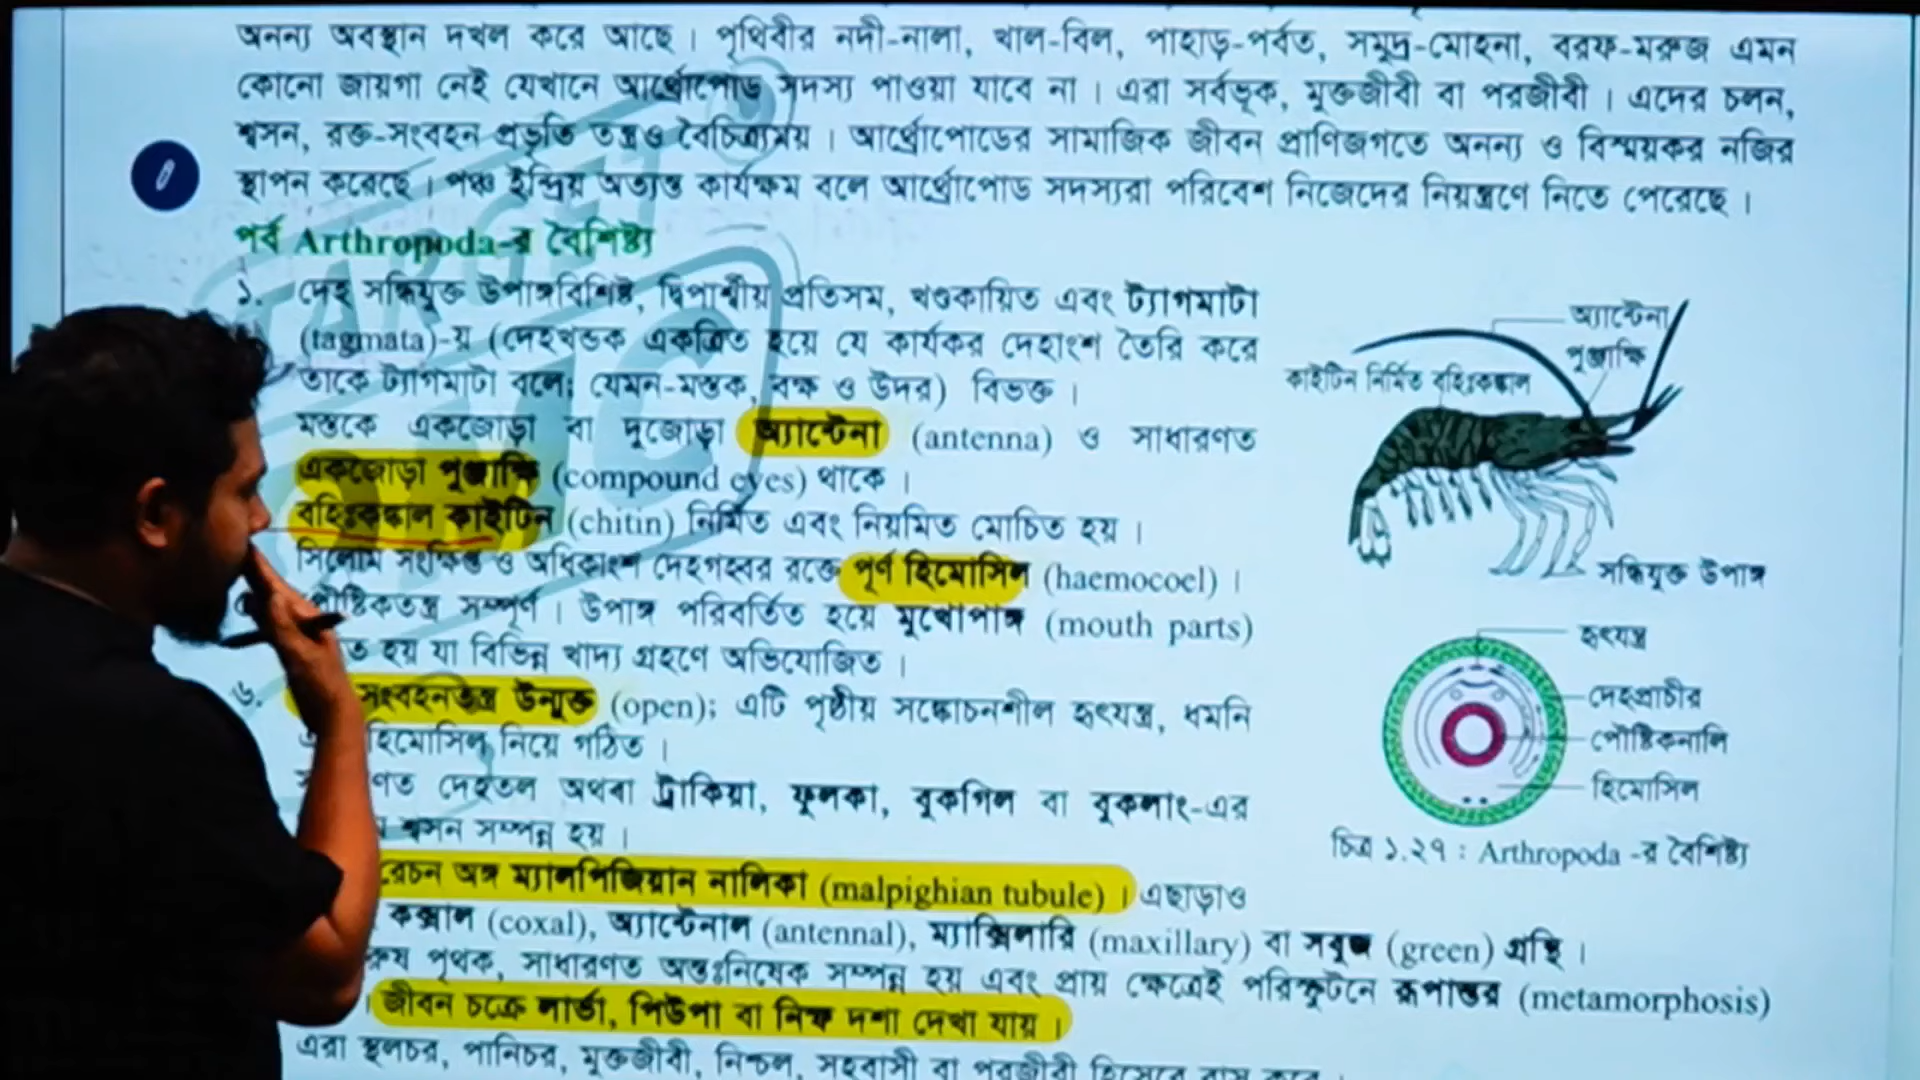 অনন্য অবস্থান দখল করে আছে। পৃথিবীর নদী-নালা, খাল-বিল, পাহাড়-পর্বত, সমুদ্র-মোহনা, বরফ-মরুজ এমন
কোনো জায়গা নেই যেখানে আর্থ্রোপোড সদস্য পাওয়া যাবে না। এরা সর্বভূক, মুক্তজীবী বা পরজীবী। এদের চলন,
শ্বসন, রক্ত-সংবহন প্রভৃতি তন্ত্রও বৈচিত্র্যময়। আর্থ্রোপোডের সামাজিক জীবন প্রাণিজগতে অনন্য ও বিস্ময়কর নজির
স্থাপন করেছে। পঞ্চ ইন্দ্রিয় অত্যন্ত কার্যক্ষম বলে আর্থ্রোপোড সদস্যরা পরিবেশ নিজেদের নিয়ন্ত্রণে নিতে পেরেছে।
পর্ব Arthropoda-র বৈশিষ্ট্য
১. দেহ সন্ধিযুক্ত উপাঙ্গবিশিষ্ট, দ্বিপার্শ্বীয় প্রতিসম, খণ্ডকায়িত এবং ট্যাগমাটা
(tagmata)-য় (দেহখন্ডক একত্রিত হয়ে যে কার্যকর দেহাংশ তৈরি করে
তাকে ট্যাগমাটা বলে; যেমন-মস্তক, বক্ষ ও উদর) বিভক্ত।
মস্তকে একজোড়া বা দুজোড়া অ্যান্টেনা (antenna) ও সাধারণত
একজোড়া পুঞ্জাক্ষি (compound eyes) থাকে।
বহিঃকঙ্কাল কাইটিন (chitin) নির্মিত এবং নিয়মিত মোচিত হয়।
সিলোম সংক্ষিপ্ত ও অধিকাংশ দেহগহ্বর রক্তে পূর্ণ হিমোসিল (haemocoel)।
পৌষ্টিকতন্ত্র সম্পূর্ণ। উপাঙ্গ পরিবর্তিত হয়ে মুখোপাঙ্গ (mouth parts)
ত হয় যা বিভিন্ন খাদ্য গ্রহণে অভিযোজিত।
৬. সংবহনতন্ত্র উন্মুক্ত (open); এটি পৃষ্ঠীয় সঙ্কোচনশীল হৃৎযন্ত্র, ধমনি
হিমোসিল নিয়ে গঠিত।
ণত দেহতল অথবা ট্রাকিয়া, ফুলকা, বুকগিল বা বুকলাং-এর
শ্বসন সম্পন্ন হয়।
রেচন অঙ্গ ম্যালপিজিয়ান নালিকা (malpighian tubule)। এছাড়াও
কক্সাল (coxal), অ্যান্টেনাল (antennal), ম্যাক্সিলারি (maxillary) বা সবুজ (green) গ্রন্থি।
রুষ পৃথক, সাধারণত অন্তঃনিষেক সম্পন্ন হয় এবং প্রায় ক্ষেত্রেই পরিস্ফুটনে রূপান্তর (metamorphosis)
। জীবন চক্রে লার্ভা, পিউপা বা নিম্ফ দশা দেখা যায়।
এরা স্থলচর, পানিচর, মুক্তজীবী, নিশ্চল, সহবাসী বা পরজীবী হিসেবে বাস করে।
অ্যান্টেনা
পুঞ্জাক্ষি
কাইটিন নির্মিত বহিঃকঙ্কাল
সন্ধিযুক্ত উপাঙ্গ
হৃৎযন্ত্র
দেহপ্রাচীর
পৌষ্টিকনালি
হিমোসিল
চিত্র ১.২৭ : Arthropoda -র বৈশিষ্ট্য